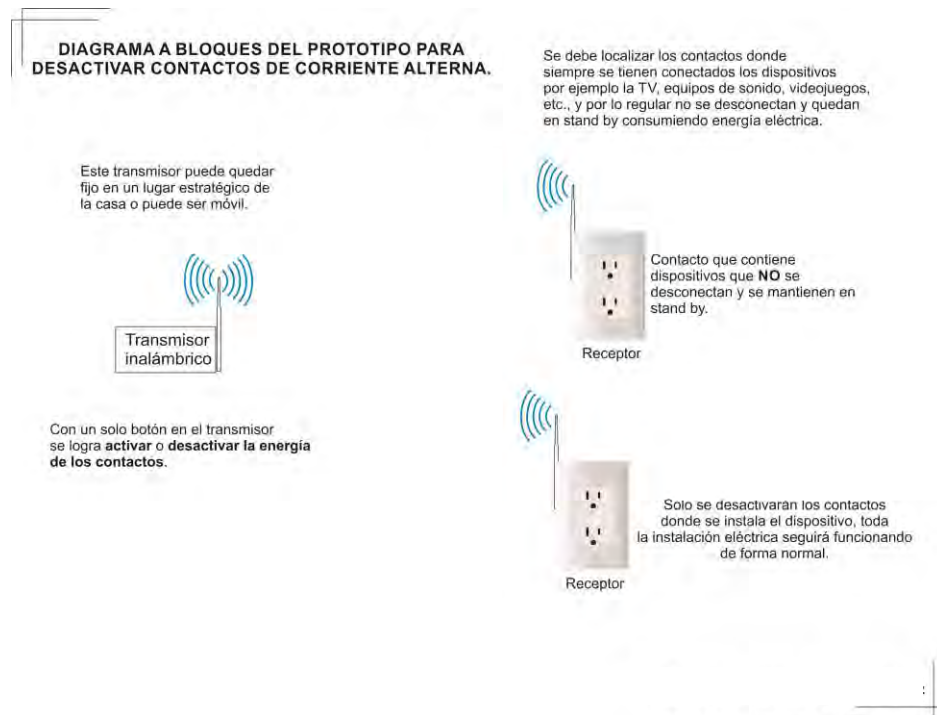 DIAGRAMA A BLOQUES DEL PROTOTIPO PARA
DESACTIVAR CONTACTOS DE CORRIENTE ALTERNA.
Este transmisor puede quedar
fijo en un lugar estratégico de
la casa o puede ser móvil.
Transmisor
inalámbrico
Con un solo botón en el transmisor
se logra activar o desactivar la energía
de los contactos.
Se debe localizar los contactos donde
siempre se tienen conectados los dispositivos
por ejemplo la TV, equipos de sonido, videojuegos,
etc., y por lo regular no se desconectan y quedan
en stand by consumiendo energía eléctrica.
Contacto que contiene
dispositivos que NO se
desconectan y se mantienen en
stand by.
Receptor
Solo se desactivarán los contactos
donde se instala el dispositivo, toda
la instalación eléctrica seguirá funcionando
de forma normal.
Receptor